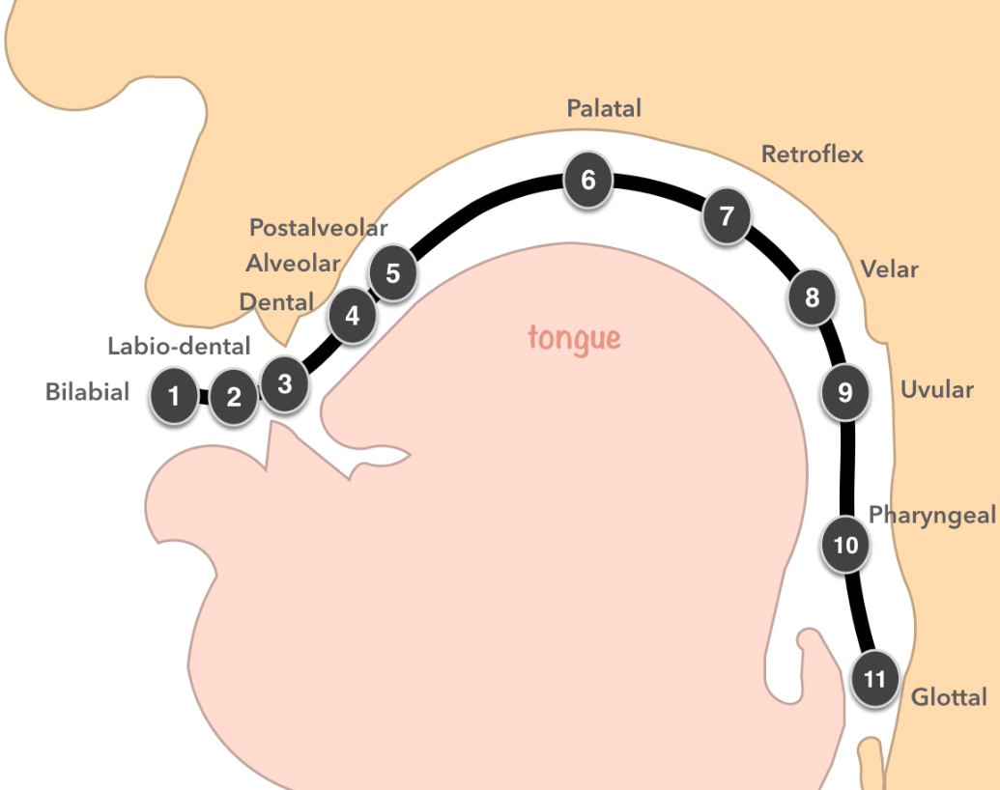 Palatal
Retroflex
6
7
Postalveolar
Alveolar
5
Velar
Dental
4
8
tongue
Labio-dental
Bilabial
1
2
3
9
Uvular
Pharyngeal
10
11
Glottal